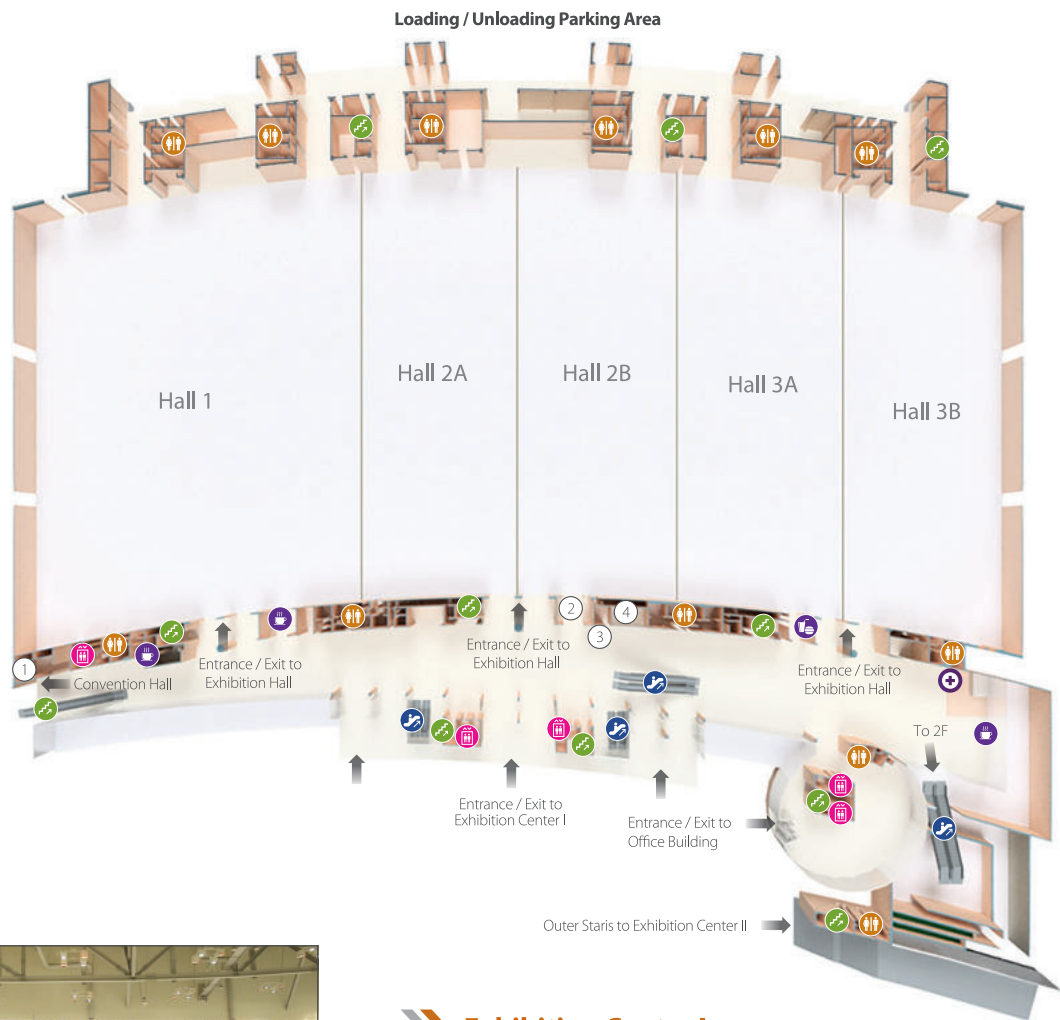 Loading / Unloading Parking Area
Hall 1
Hall 2A
Hall 2B
Hall 3A
Hall 3B
1
2
3
4
Convention Hall
Entrance / Exit to
Exhibition Hall
Entrance / Exit to
Exhibition Hall
Entrance / Exit to
Exhibition Hall
To 2F
Entrance / Exit to
Exhibition Center I
Entrance / Exit to
Office Building
Outer Staris to Exhibition Center II